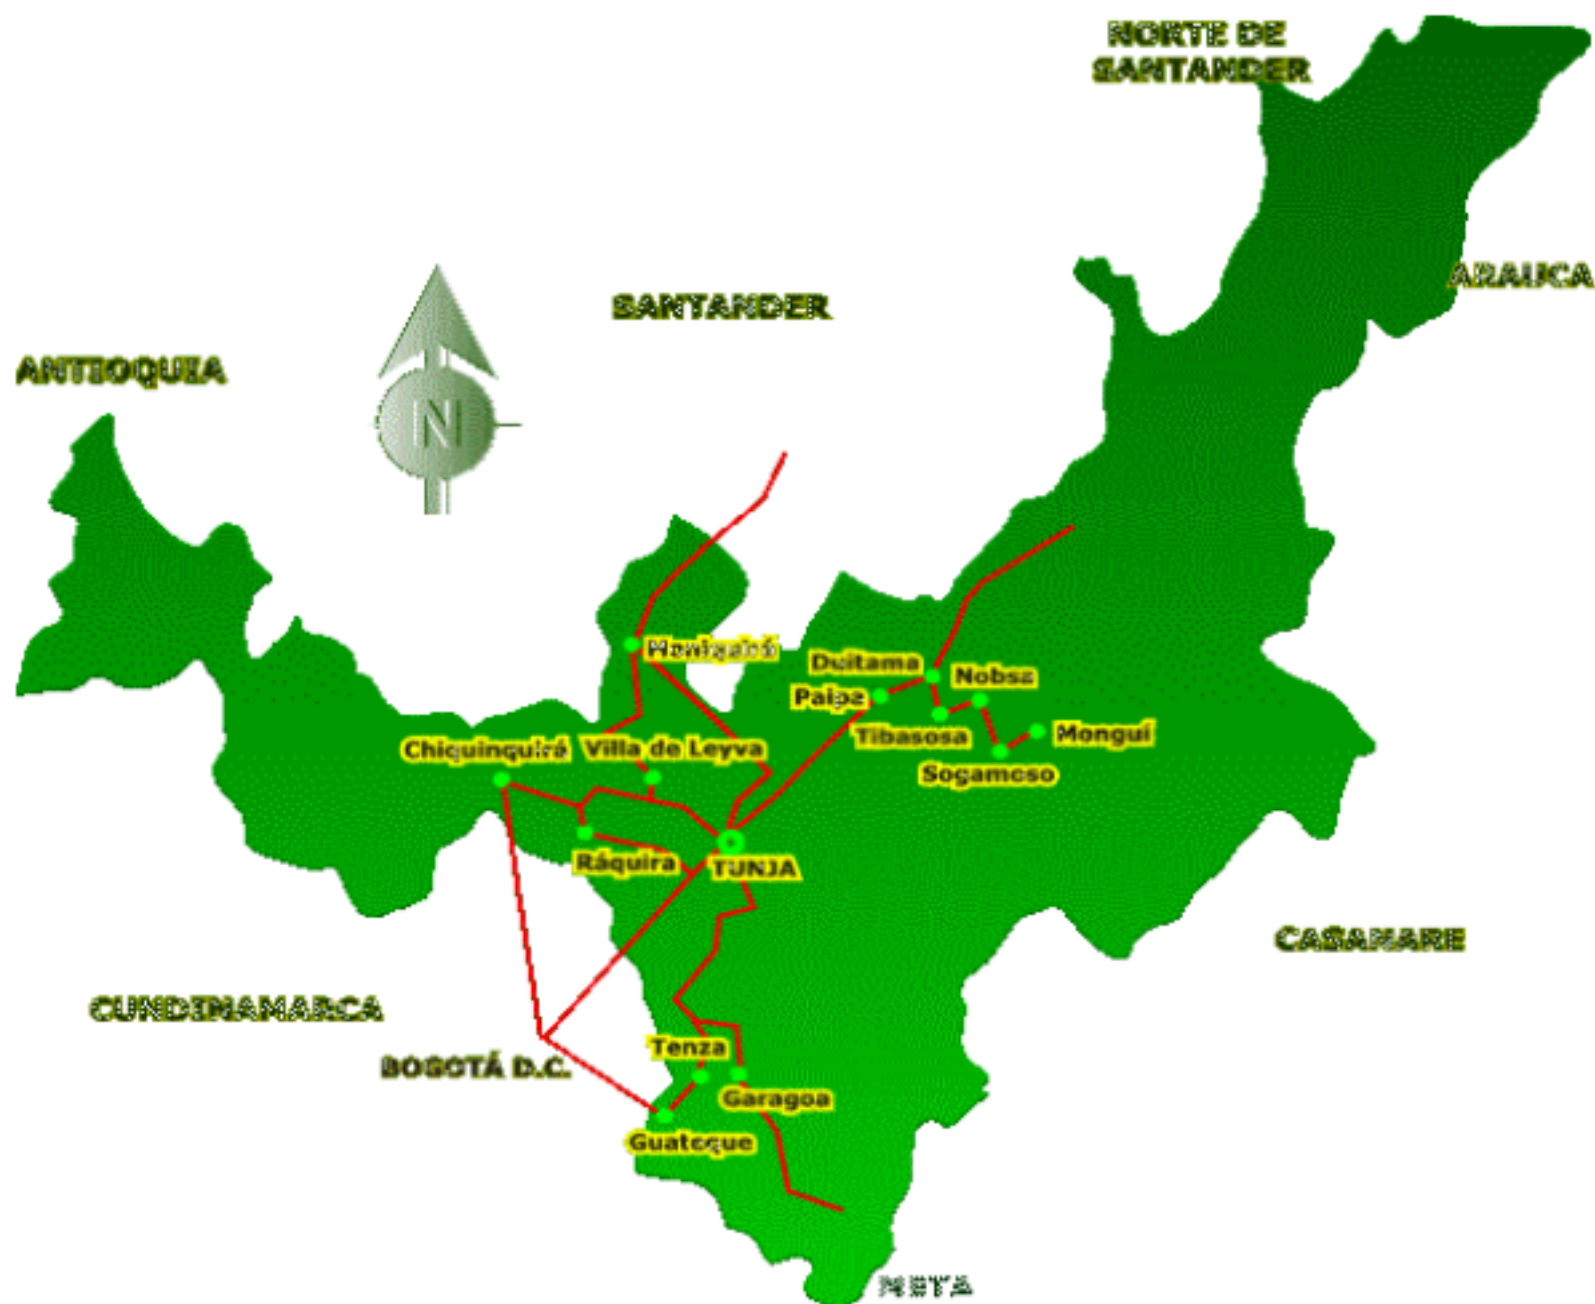 NORTE DE
SANTANDER
ARAUCA
SANTANDER
ANTIOQUIA
N
Moniquirá
Duitama
Nobsa
Paipa
Tibasosa
Monguí
Chiquinquirá
Villa de Leyva
Sogamoso
Ráquira
TUNJA
CASANARE
CUNDINAMARCA
Tenza
BOGOTÁ D.C.
Garagoa
Guateque
META